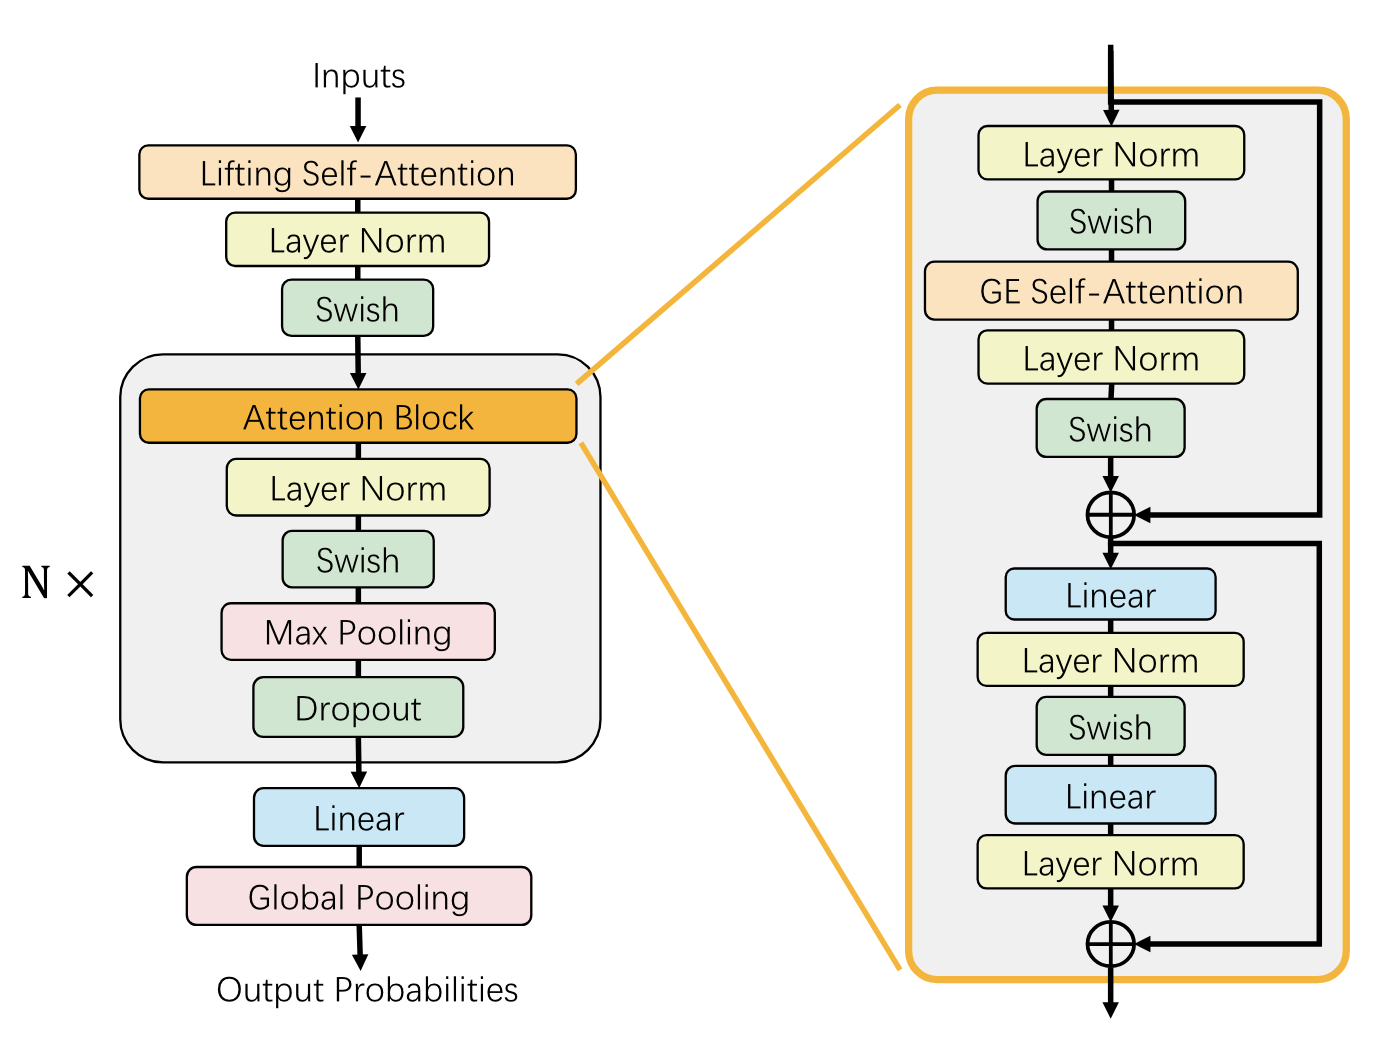 Inputs
Lifting Self-Attention
Layer Norm
Swish
Attention Block
Layer Norm
Swish
Max Pooling
Dropout
N ×
Linear
Global Pooling
Output Probabilities
Layer Norm
Swish
GE Self-Attention
Layer Norm
Swish
Linear
Layer Norm
Swish
Linear
Layer Norm